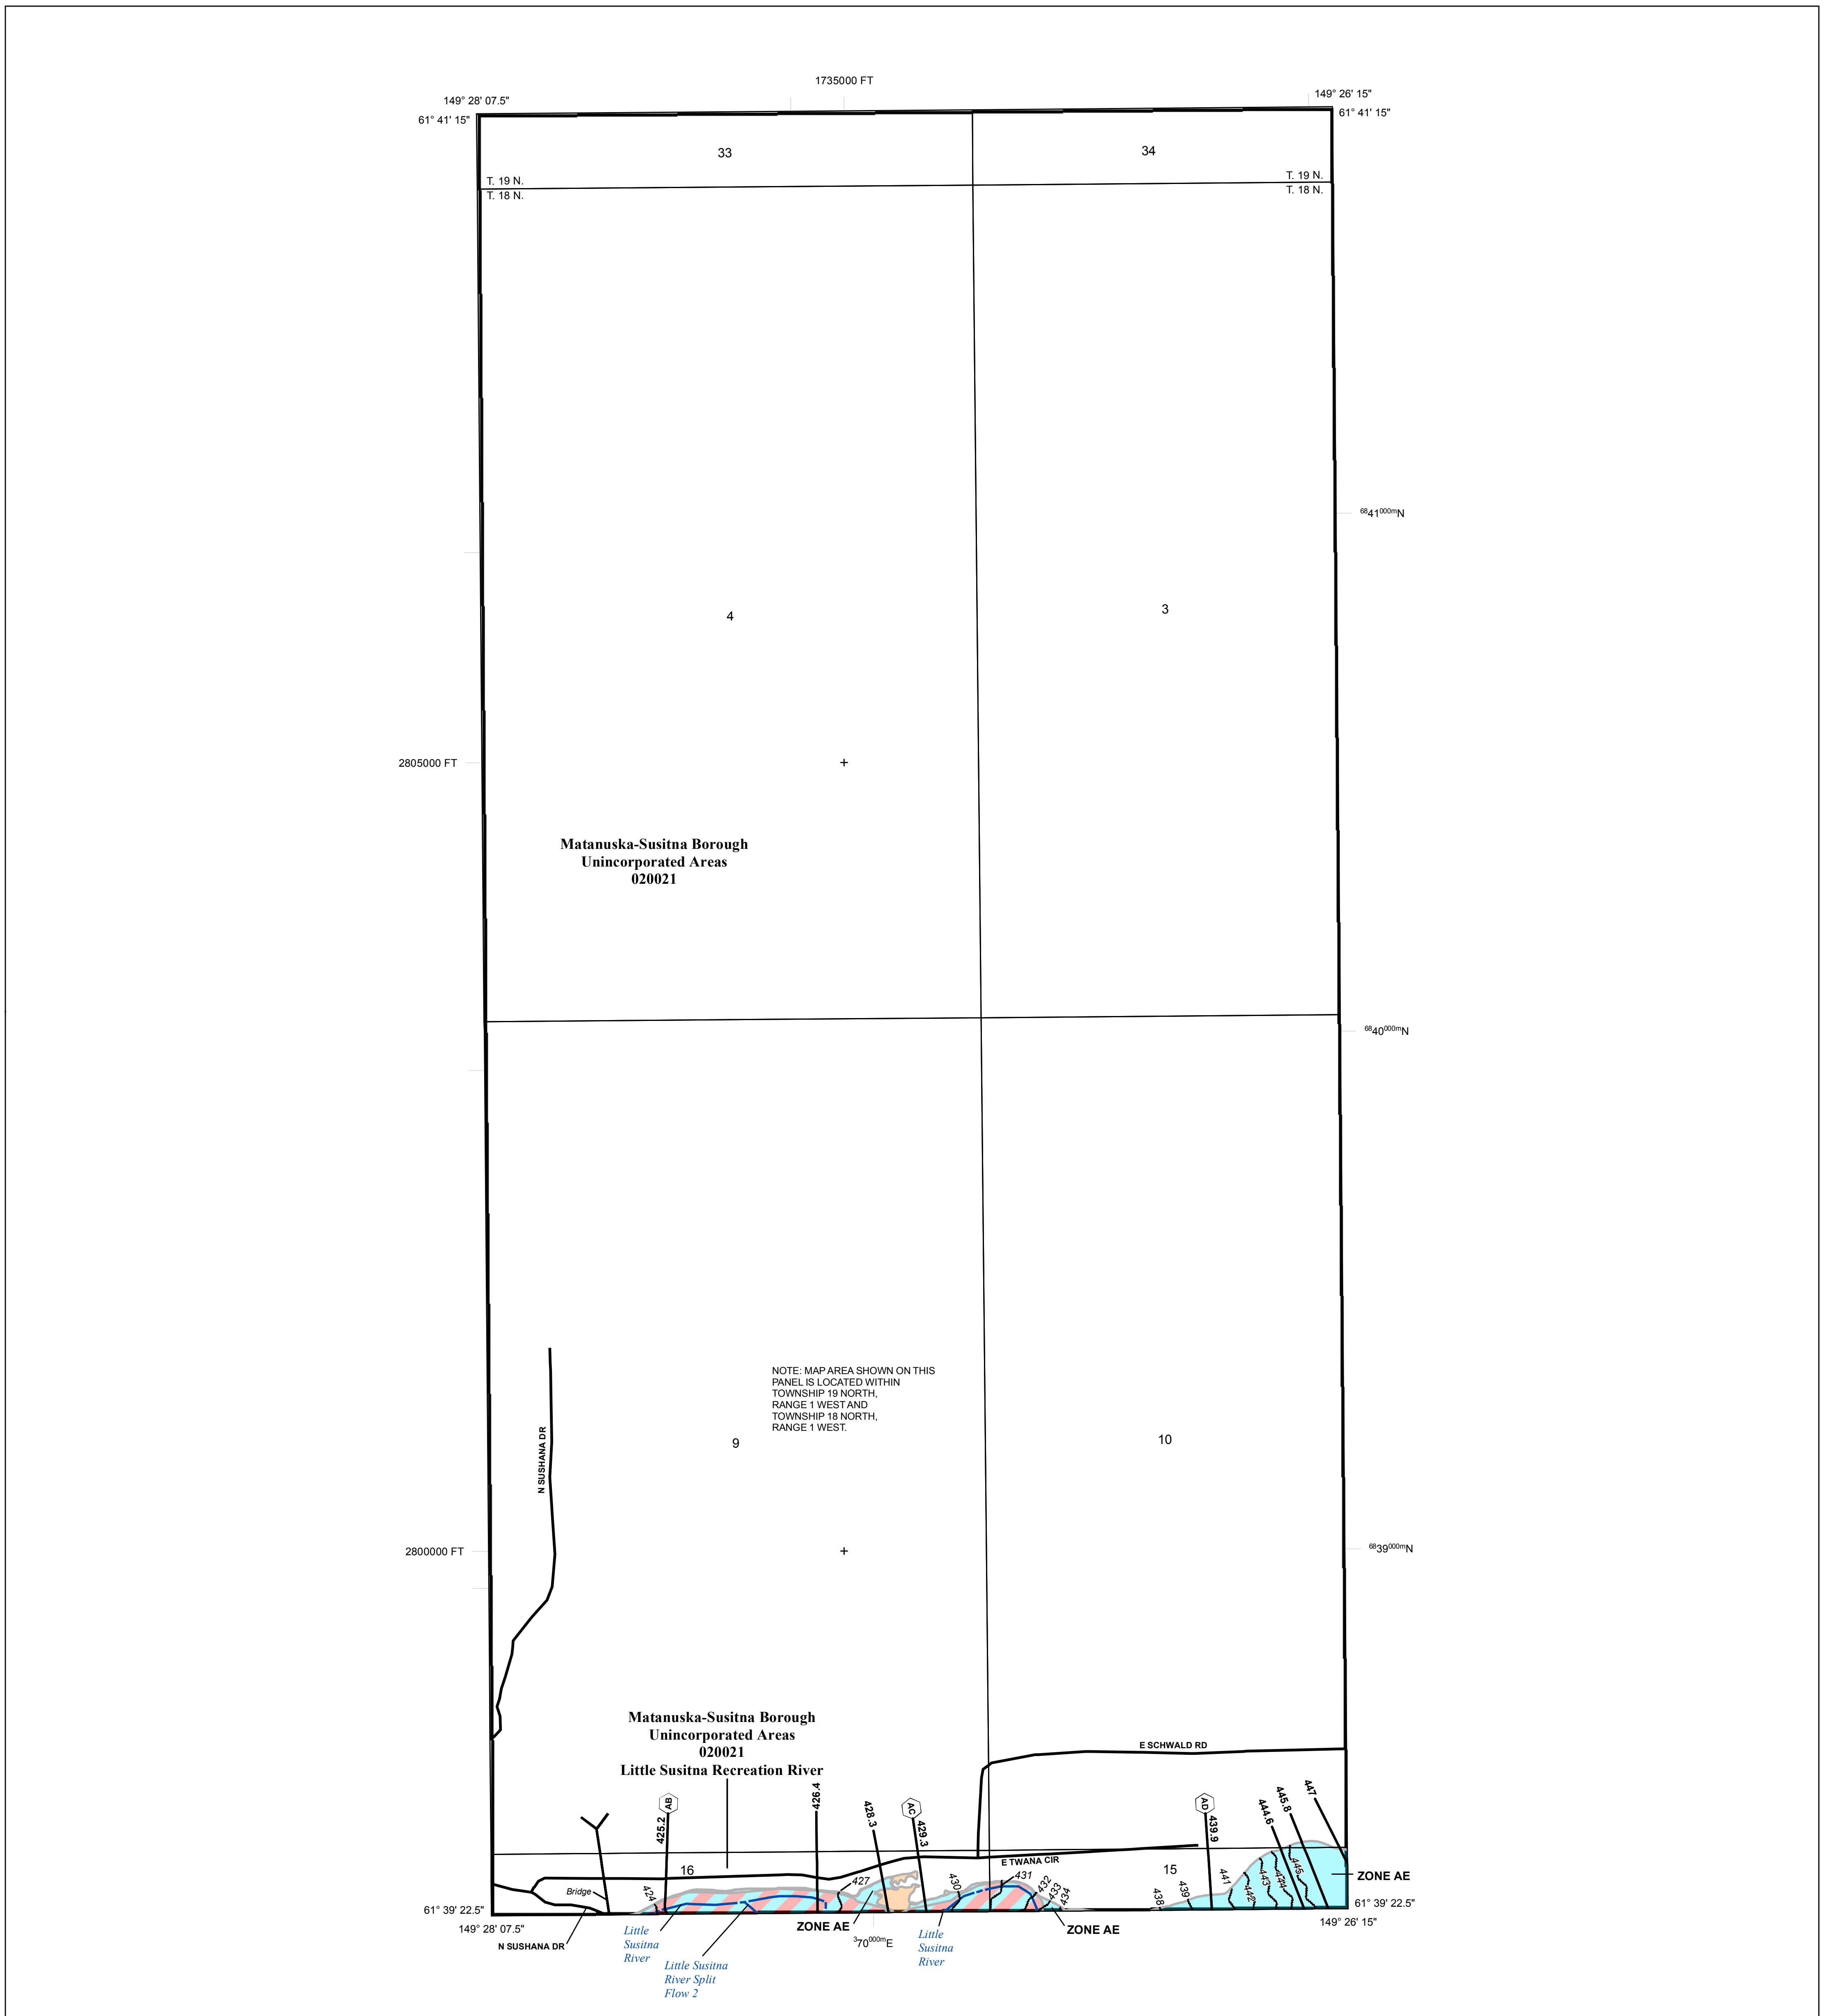 1735000 FT
149° 28' 07.5"
149° 26' 15"
61° 41' 15"
61° 41' 15"
33
34
T. 19 N.
T. 18 N.
T. 19 N.
T. 18 N.
6841000mN
4
3
2805000 FT
Matanuska-Susitna Borough
Unincorporated Areas
020021
6840000mN
NOTE: MAP AREA SHOWN ON THIS
PANEL IS LOCATED WITHIN
TOWNSHIP 19 NORTH,
RANGE 1 WEST AND
TOWNSHIP 18 NORTH,
RANGE 1 WEST.
N SUSHANA DR
9
10
2800000 FT
6839000mN
Matanuska-Susitna Borough
Unincorporated Areas
020021
Little Susitna Recreation River
E SCHWALD RD
425.2
AB
426.4
428.3
AC
429.3
AD
439.9
444.6
445.8
447
16
E TWANA CIR
15
Bridge
424
427
430
431
432
433
434
438
439
441
442
443
444
445
ZONE AE
61° 39' 22.5"
61° 39' 22.5"
149° 28' 07.5"
149° 26' 15"
N SUSHANA DR
Little
Susitna
River
ZONE AE
370000mE
Little
Susitna
River
ZONE AE
Little Susitna
River Split
Flow 2